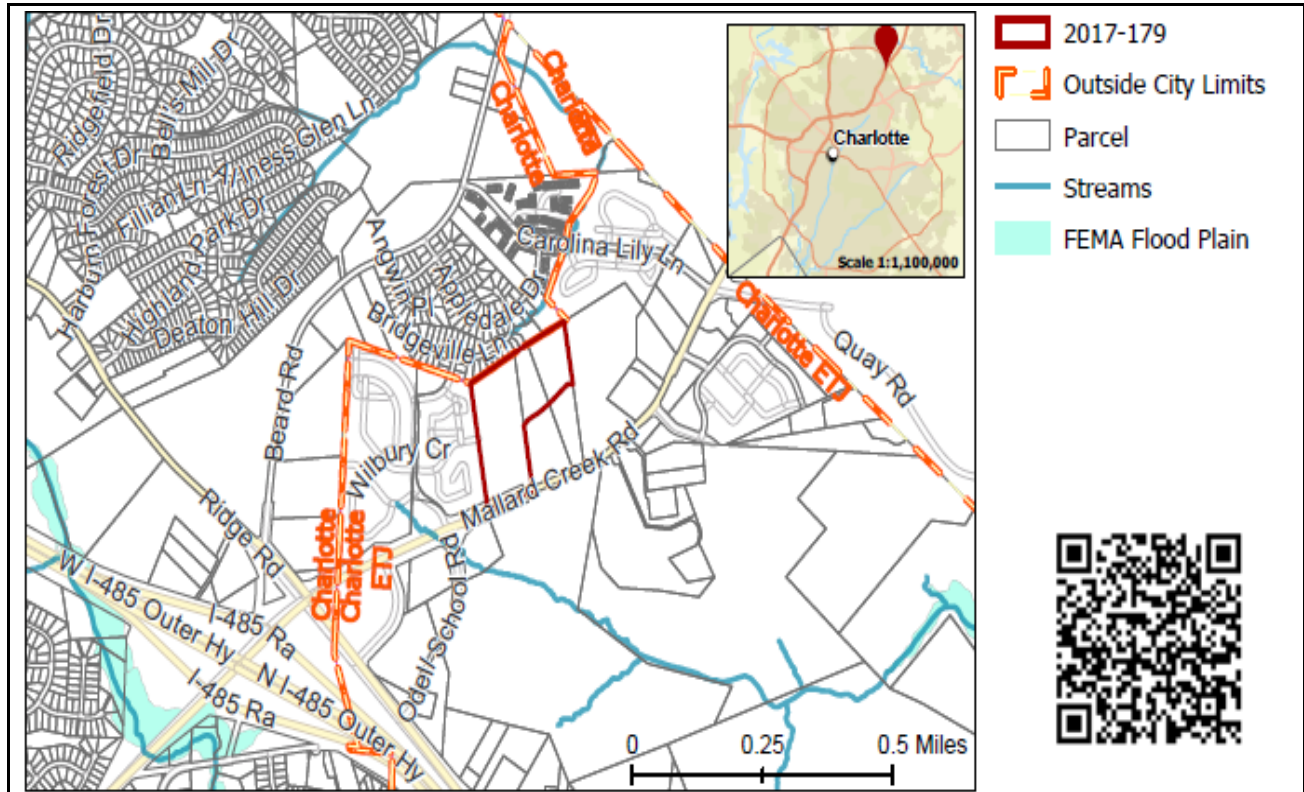 Ridgefield Dr
Bells Mill Dr
Harburn Forest Dr
Fillian Ln
Alness Glen Ln
Highland Park Dr
Deaton Hill Dr
Charlotte
Charlotte
Angwin Pl
Appledale Dr
Bridgeville Ln
Carolina Lily Ln
Beard Rd
Wilbury Cr
Mallard Creek Rd
Charlotte ETJ
Quay Rd
Ridge Rd
Charlotte
Charlotte
ETJ
Odell-School Rd
W I-485 Outer Hy
I-485 Ra
N I-485 Outer Hy
I-485 Ra
0 0.25 0.5 Miles
Charlotte
Scale 1:1,100,000
2017-179
Outside City Limits
Parcel
Streams
FEMA Flood Plain